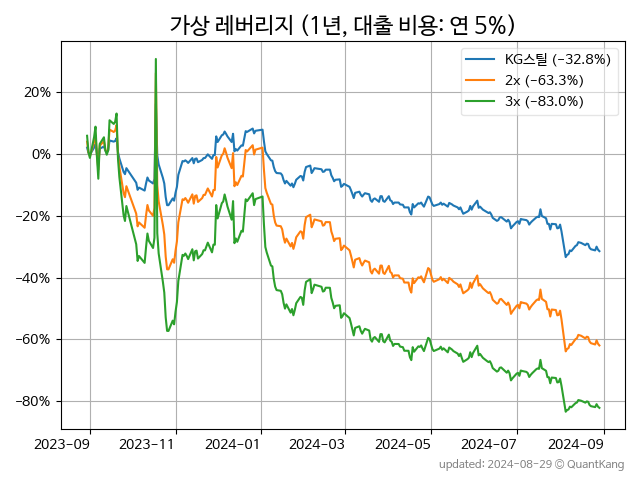 가상 레버리지 (1년, 대출 비용: 연 5%)
KG스틸 (-32.8%)
2x (-63.3%)
3x (-83.0%)
20%
0%
-20%
-40%
-60%
-80%
2023-09 2023-11 2024-01 2024-03 2024-05 2024-07 2024-09
updated: 2024-08-29 © QuantKang